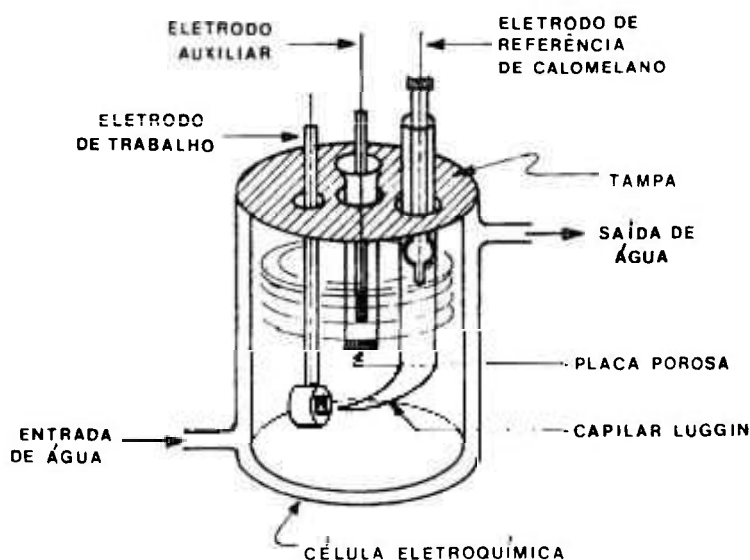 ELETRODO
AUXILIAR
ELETRODO DE
REFERÊNCIA
DE CALOMELANO
ELETRODO
DE TRABALHO
TAMPA
SAÍDA DE
ÁGUA
PLACA POROSA
CAPILAR LUGGIN
ENTRADA
DE ÁGUA
CÉLULA ELETROQUÍMICA